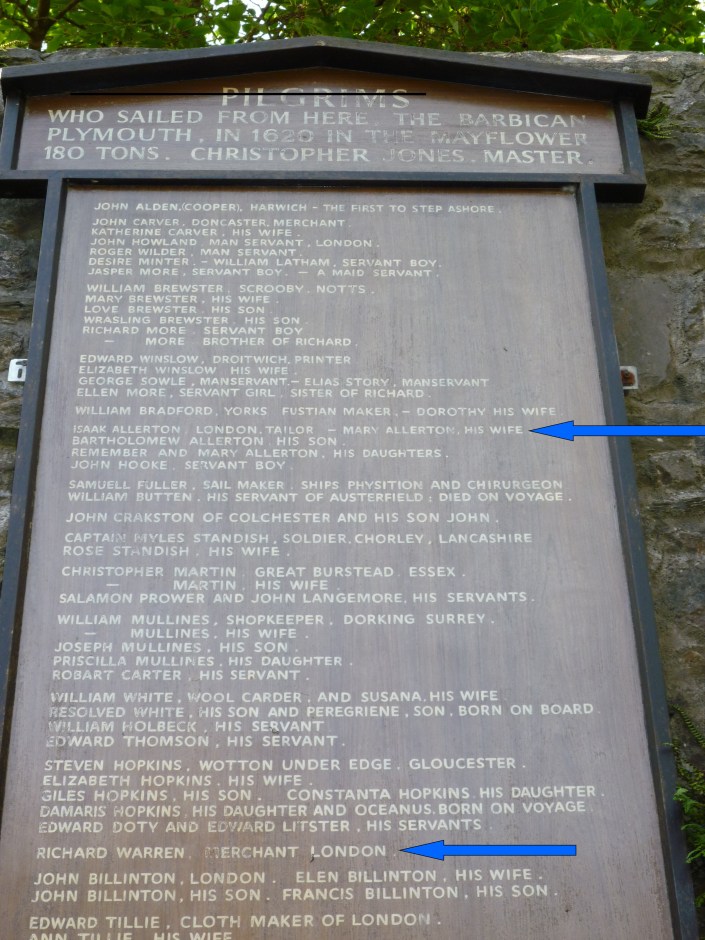 PILGRIMS
WHO SAILED FROM HERE, THE BARBICAN
PLYMOUTH, IN 1620 IN THE MAYFLOWER
180 TONS. CHRISTOPHER JONES. MASTER.
JOHN ALDEN,(COOPER), HARWICH – THE FIRST TO STEP ASHORE.
JOHN CARVER, DONCASTER, MERCHANT.
KATHERINE CARVER, HIS WIFE.
JOHN HOWLAND, MAN SERVANT, LONDON.
ROGER WILDER, MAN SERVANT.
DESIRE MINTER. – WILLIAM LATHAM, SERVANT BOY.
JASPER MORE, SERVANT BOY. – A MAID SERVANT.
WILLIAM BREWSTER, SCROOBY, NOTTS.
MARY BREWSTER, HIS WIFE.
LOVE BREWSTER, HIS SON.
WRASLING BREWSTER, HIS SON.
RICHARD MORE, SERVANT BOY
– MORE BROTHER OF RICHARD.
EDWARD WINSLOW, DROITWICH, PRINTER
ELIZABETH WINSLOW HIS WIFE.
GEORGE SOWLE, MANSERVANT. – ELIAS STORY, MANSERVANT
ELLEN MORE, SERVANT GIRL, SISTER OF RICHARD.
WILLIAM BRADFORD, YORKS FUSTIAN MAKER. – DOROTHY HIS WIFE
ISAAK ALLERTON, LONDON. TAILOR – MARY ALLERTON, HIS WIFE
BARTHOLOMEW ALLERTON, HIS SON.
REMEMBER AND MARY ALLERTON, HIS DAUGHTERS.
JOHN HOOKE, SERVANT BOY.
SAMUELL FULLER, SAIL MAKER. SHIPS PHYSITION AND CHIRURGEON
WILLIAM BUTTEN. HIS SERVANT OF AUSTERFIELD: DIED ON VOYAGE.
JOHN CRAKSTON OF COLCHESTER AND HIS SON JOHN.
CAPTAIN MYLES STANDISH, SOLDIER, CHORLEY, LANCASHIRE
ROSE STANDISH, HIS WIFE.
CHRISTOPHER MARTIN. GREAT BURSTEAD. ESSEX.
– MARTIN, HIS WIFE.
SALAMON PROWER AND JOHN LANGEMORE, HIS SERVANTS.
WILLIAM MULLINES, SHOPKEEPER, DORKING SURREY.
– MULLINES, HIS WIFE.
JOSEPH MULLINES, HIS SON.
PRISCILLA MULLINES, HIS DAUGHTER.
ROBART CARTER, HIS SERVANT.
WILLIAM WHITE, WOOL CARDER, AND SUSANA, HIS WIFE
RESOLVED WHITE, HIS SON AND PEREGRIENE, SON. BORN ON BOARD.
WILLIAM HOLBECK, HIS SERVANT
EDWARD THOMSON, HIS SERVANT.
STEVEN HOPKINS, WOTTON UNDER EDGE. GLOUCESTER.
ELIZABETH HOPKINS. HIS WIFE.
GILES HOPKINS, HIS SON. CONSTANTA HOPKINS. HIS DAUGHTER.
DAMARIS HOPKINS, HIS DAUGHTER AND OCEANUS. BORN ON VOYAGE.
EDWARD DOTY AND EDWARD LITSTER, HIS SERVANTS.
RICHARD WARREN, MERCHANT LONDON.
JOHN BILLINTON, LONDON. ELEN BILLINTON, HIS WIFE.
JOHN BILLINTON, HIS SON. FRANCIS BILLINTON, HIS SON.
EDWARD TILLIE, CLOTH MAKER OF LONDON.
ANN TILLIE HIS WIFE